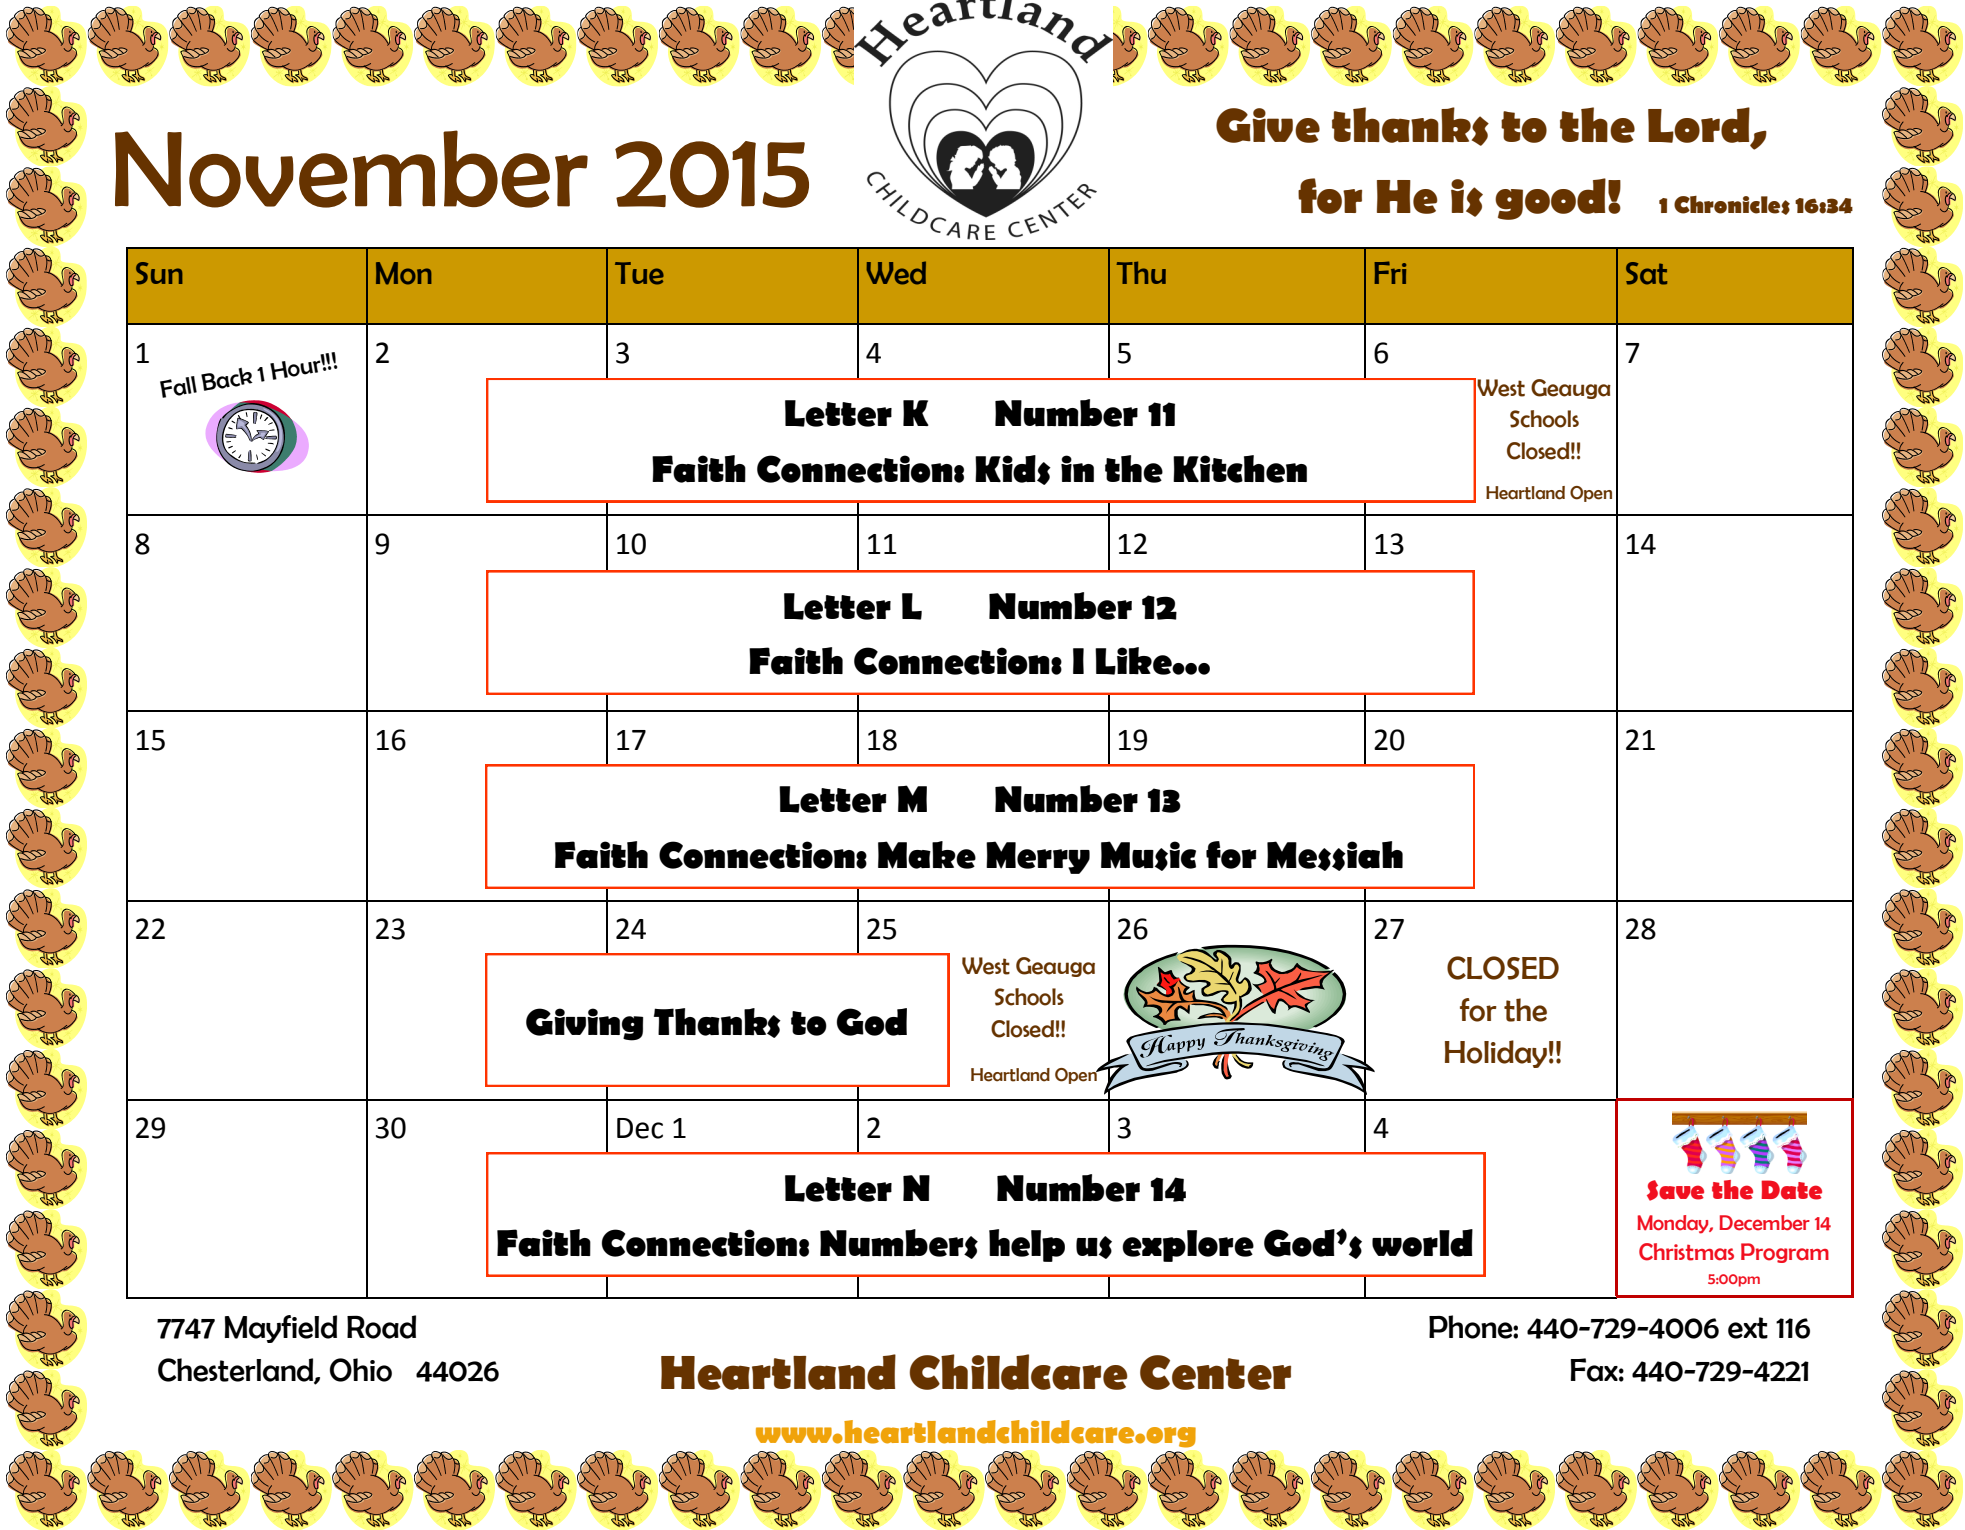 Heartland
CHILDCARE CENTER
November 2015
Give thanks to the Lord,
for He is good! 1 Chronicles 16:34
Sun Mon Tue Wed Thu Fri Sat
1 2 3 4 5 6 7
Fall Back 1 Hour!!!
Letter K Number 11
Faith Connection: Kids in the Kitchen
West Geauga
Schools
Closed!!
Heartland Open
8 9 10 11 12 13 14
Letter L Number 12
Faith Connection: I Like...
15 16 17 18 19 20 21
Letter M Number 13
Faith Connection: Make Merry Music for Messiah
22 23 24 25 26 27 28
Giving Thanks to God
West Geauga
Schools
Closed!!
Heartland Open
Happy Thanksgiving
CLOSED
for the
Holiday!!
29 30 Dec 1 2 3 4
Letter N Number 14
Faith Connection: Numbers help us explore God's world
Save the Date
Monday, December 14
Christmas Program
5:00pm
7747 Mayfield Road
Chesterland, Ohio 44026
Heartland Childcare Center
www.heartlandchildcare.org
Phone: 440-729-4006 ext 116
Fax: 440-729-4221